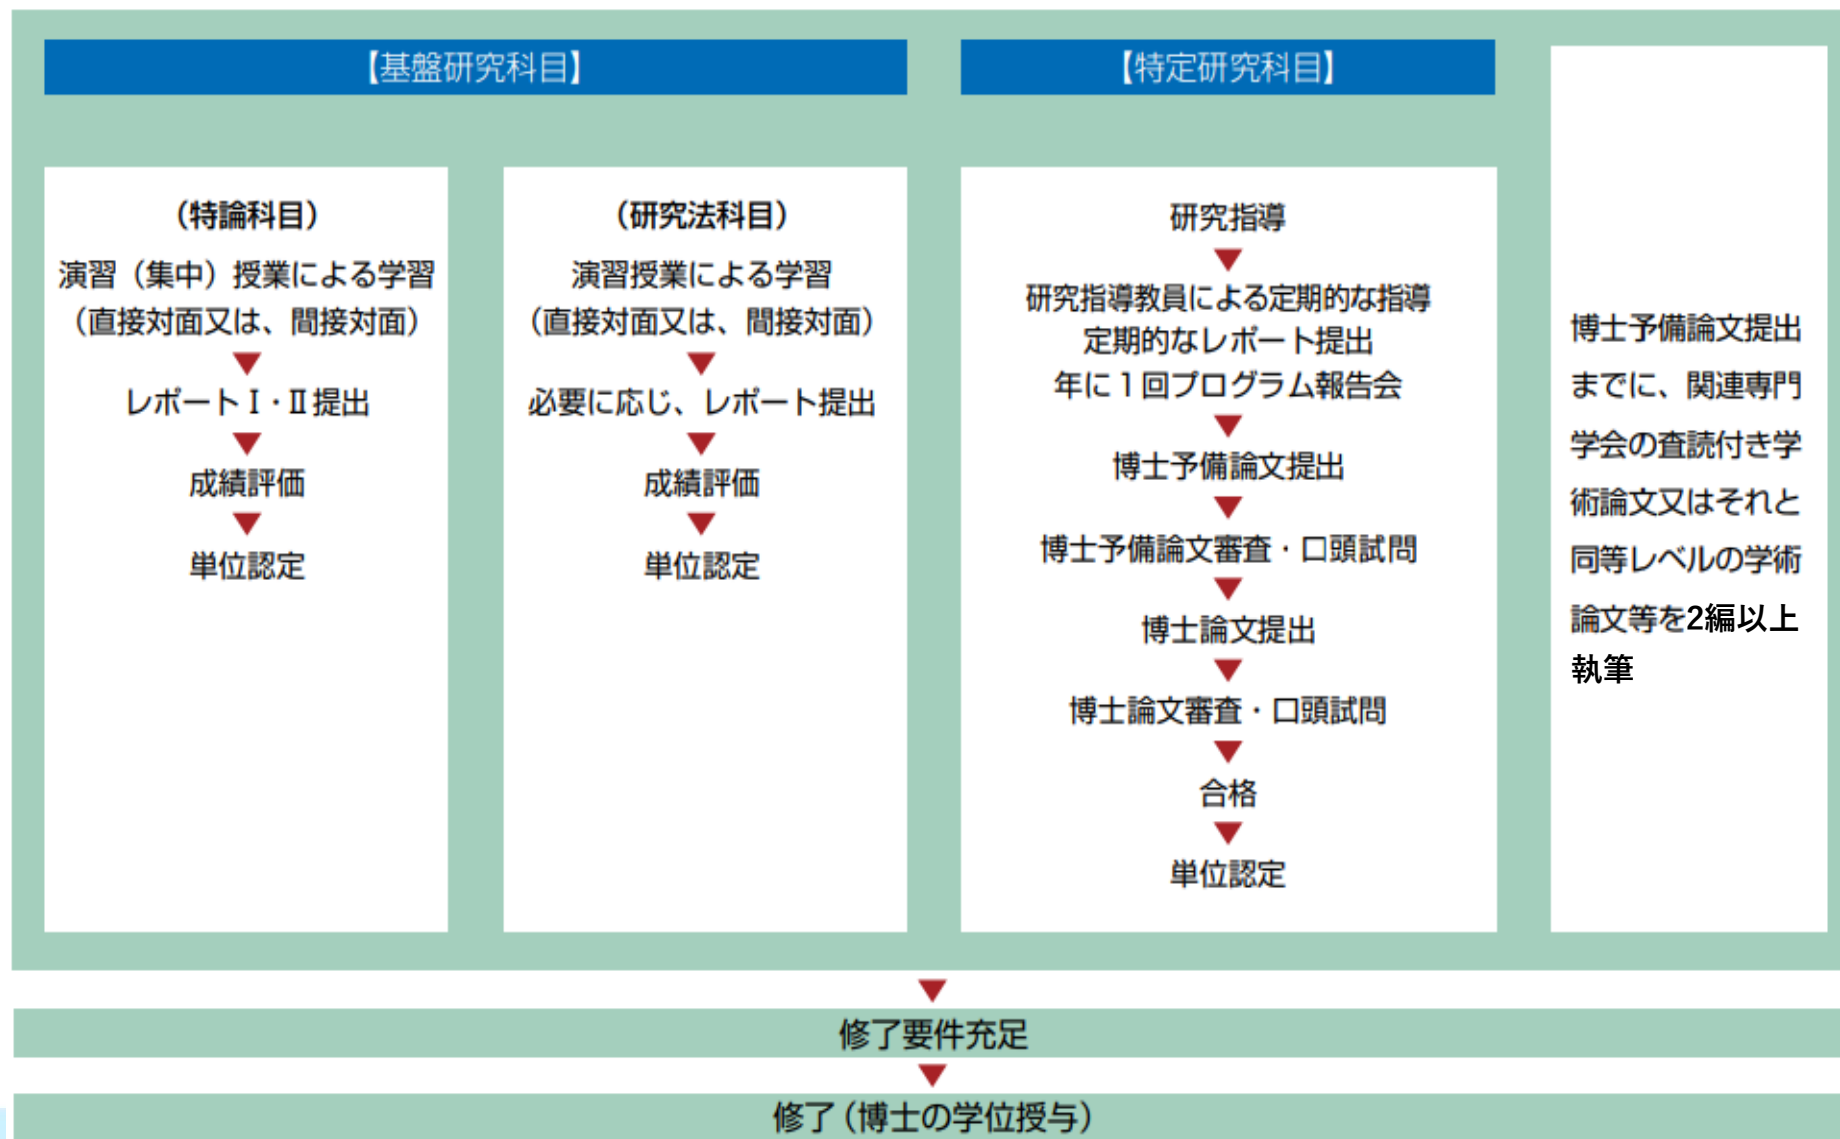 【基盤研究科目】
（特論科目）
演習（集中）授業による学習
（直接対面又は、間接対面）
レポートⅠ・Ⅱ提出
成績評価
単位認定
（研究法科目）
演習授業による学習
（直接対面又は、間接対面）
必要に応じ、レポート提出
成績評価
単位認定
【特定研究科目】
研究指導
研究指導教員による定期的な指導
定期的なレポート提出
年に１回プログラム報告会
博士予備論文提出
博士予備論文審査・口頭試問
博士論文提出
博士論文審査・口頭試問
合格
単位認定
博士予備論文提出
までに、関連専門
学会の査読付き学
術論文又はそれと
同等レベルの学術
論文等を2編以上
執筆
修了要件充足
修了（博士の学位授与）